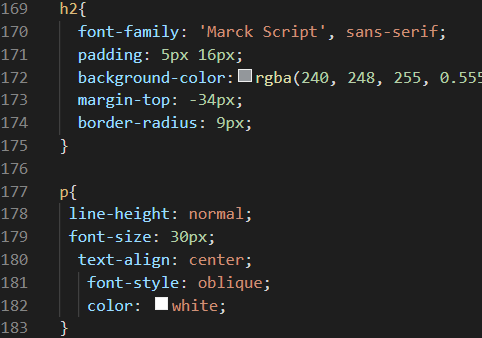 169 h2{
170 font-family: 'Marck Script', sans-serif;
171 padding: 5px 16px;
172 background-color: rgba(240, 248, 255, 0.555
173 margin-top: -34px;
174 border-radius: 9px;
175 }
176
177 p{
178 line-height: normal;
179 font-size: 30px;
180 text-align: center;
181 font-style: oblique;
182 color: white;
183 }